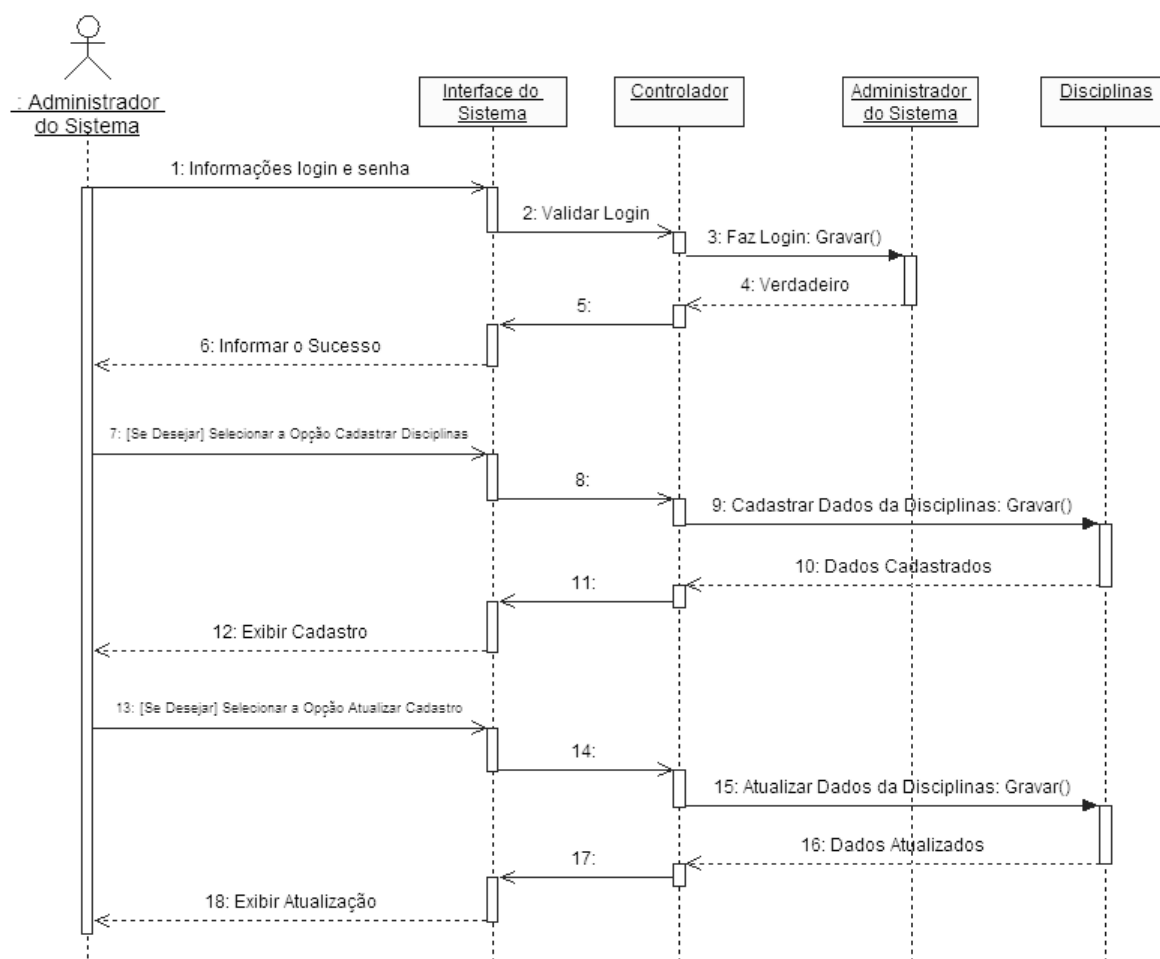 : Administrador
do Sistema
Interface do
Sistema
Controlador
Administrador
do Sistema
Disciplinas
1: Informações login e senha
2: Validar Login
3: Faz Login: Gravar()
4: Verdadeiro
5:
6: Informar o Sucesso
7: [Se Desejar] Selecionar a Opção Cadastrar Disciplinas
8:
9: Cadastrar Dados da Disciplinas: Gravar()
10: Dados Cadastrados
11:
12: Exibir Cadastro
13: [Se Desejar] Selecionar a Opção Atualizar Cadastro
14:
15: Atualizar Dados da Disciplinas: Gravar()
16: Dados Atualizados
17:
18: Exibir Atualização